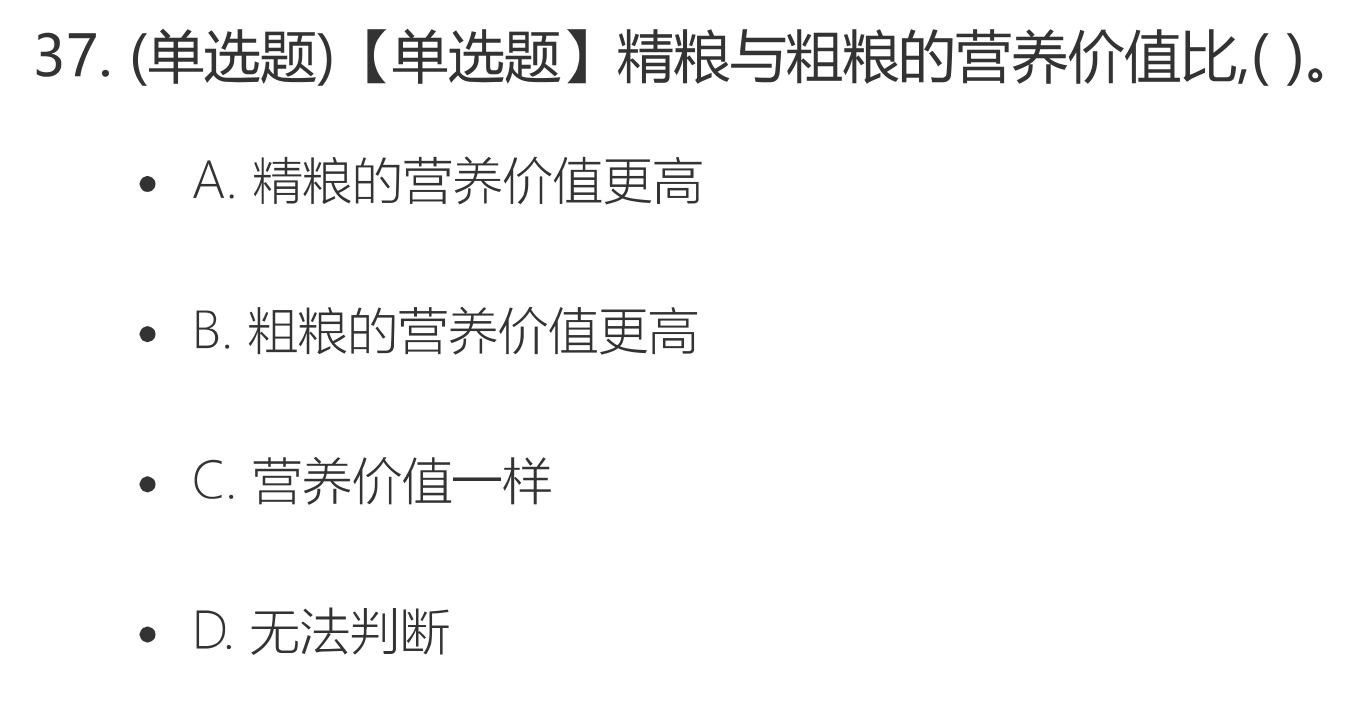 37. (单选题)【单选题】精粮与粗粮的营养价值比,( )。
• A. 精粮的营养价值更高
• B. 粗粮的营养价值更高
• C. 营养价值一样
• D. 无法判断